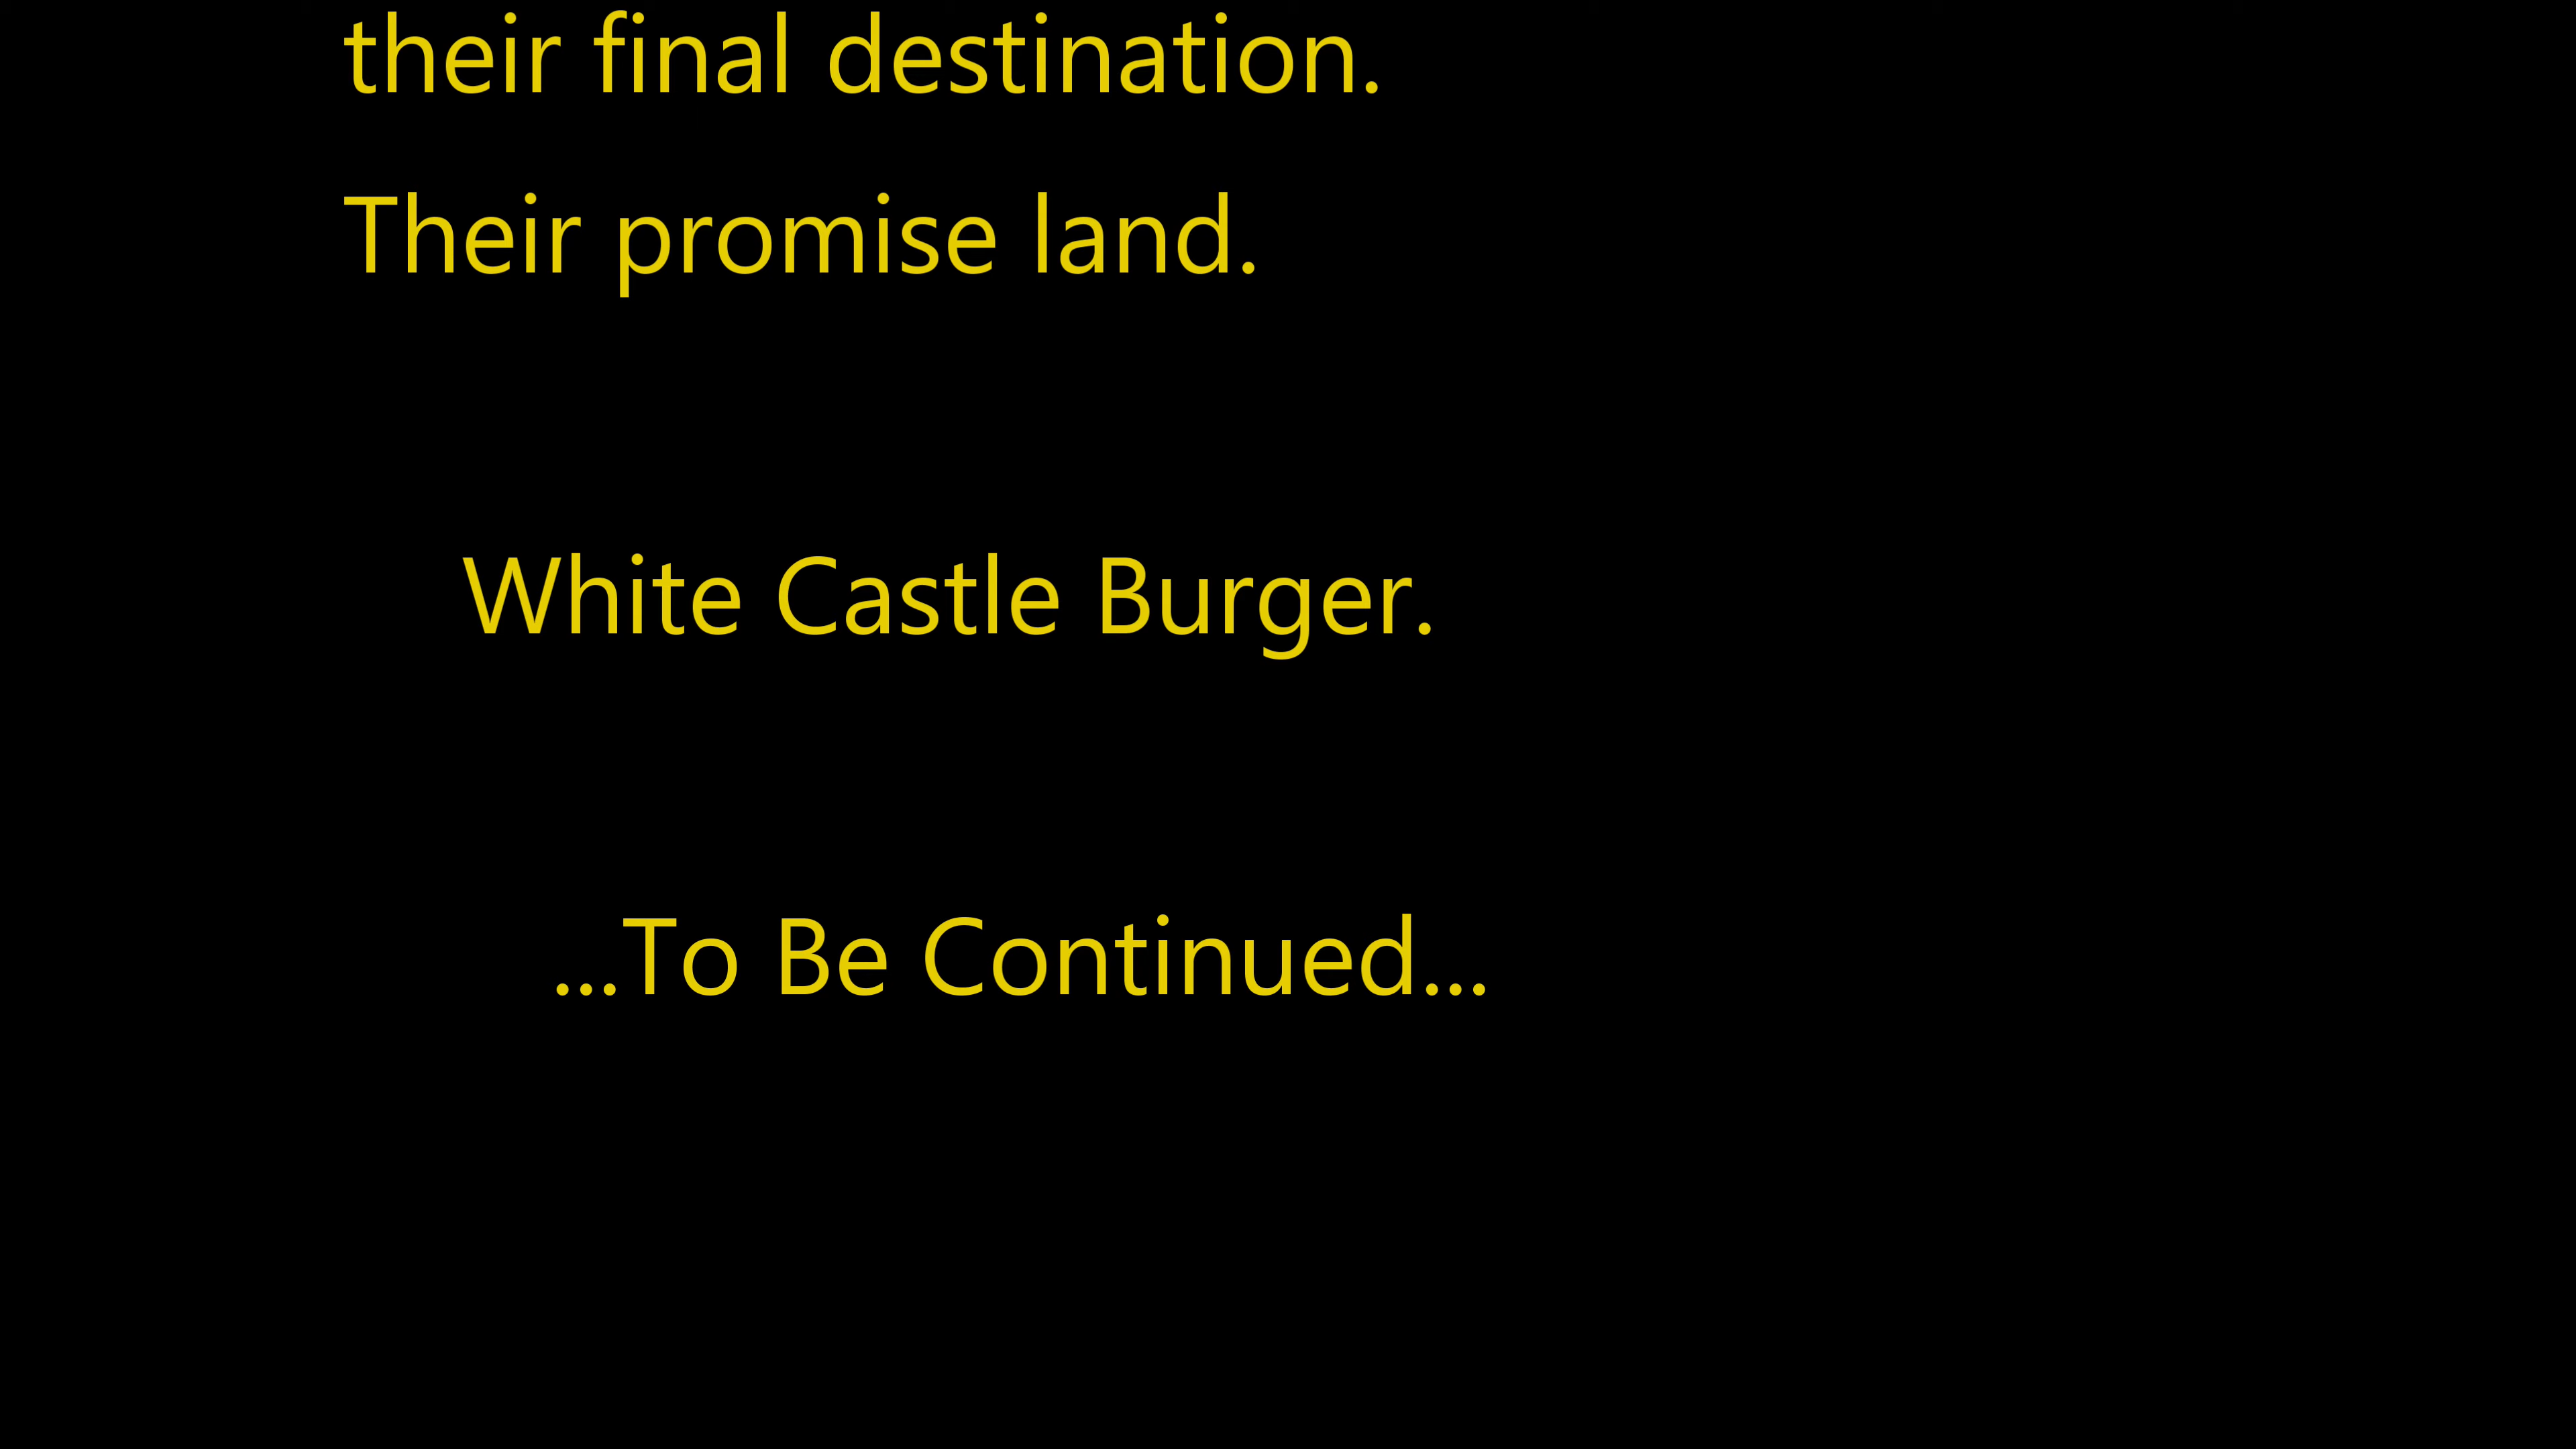 their final destination.
Their promise land.
White Castle Burger.
...To Be Continued...